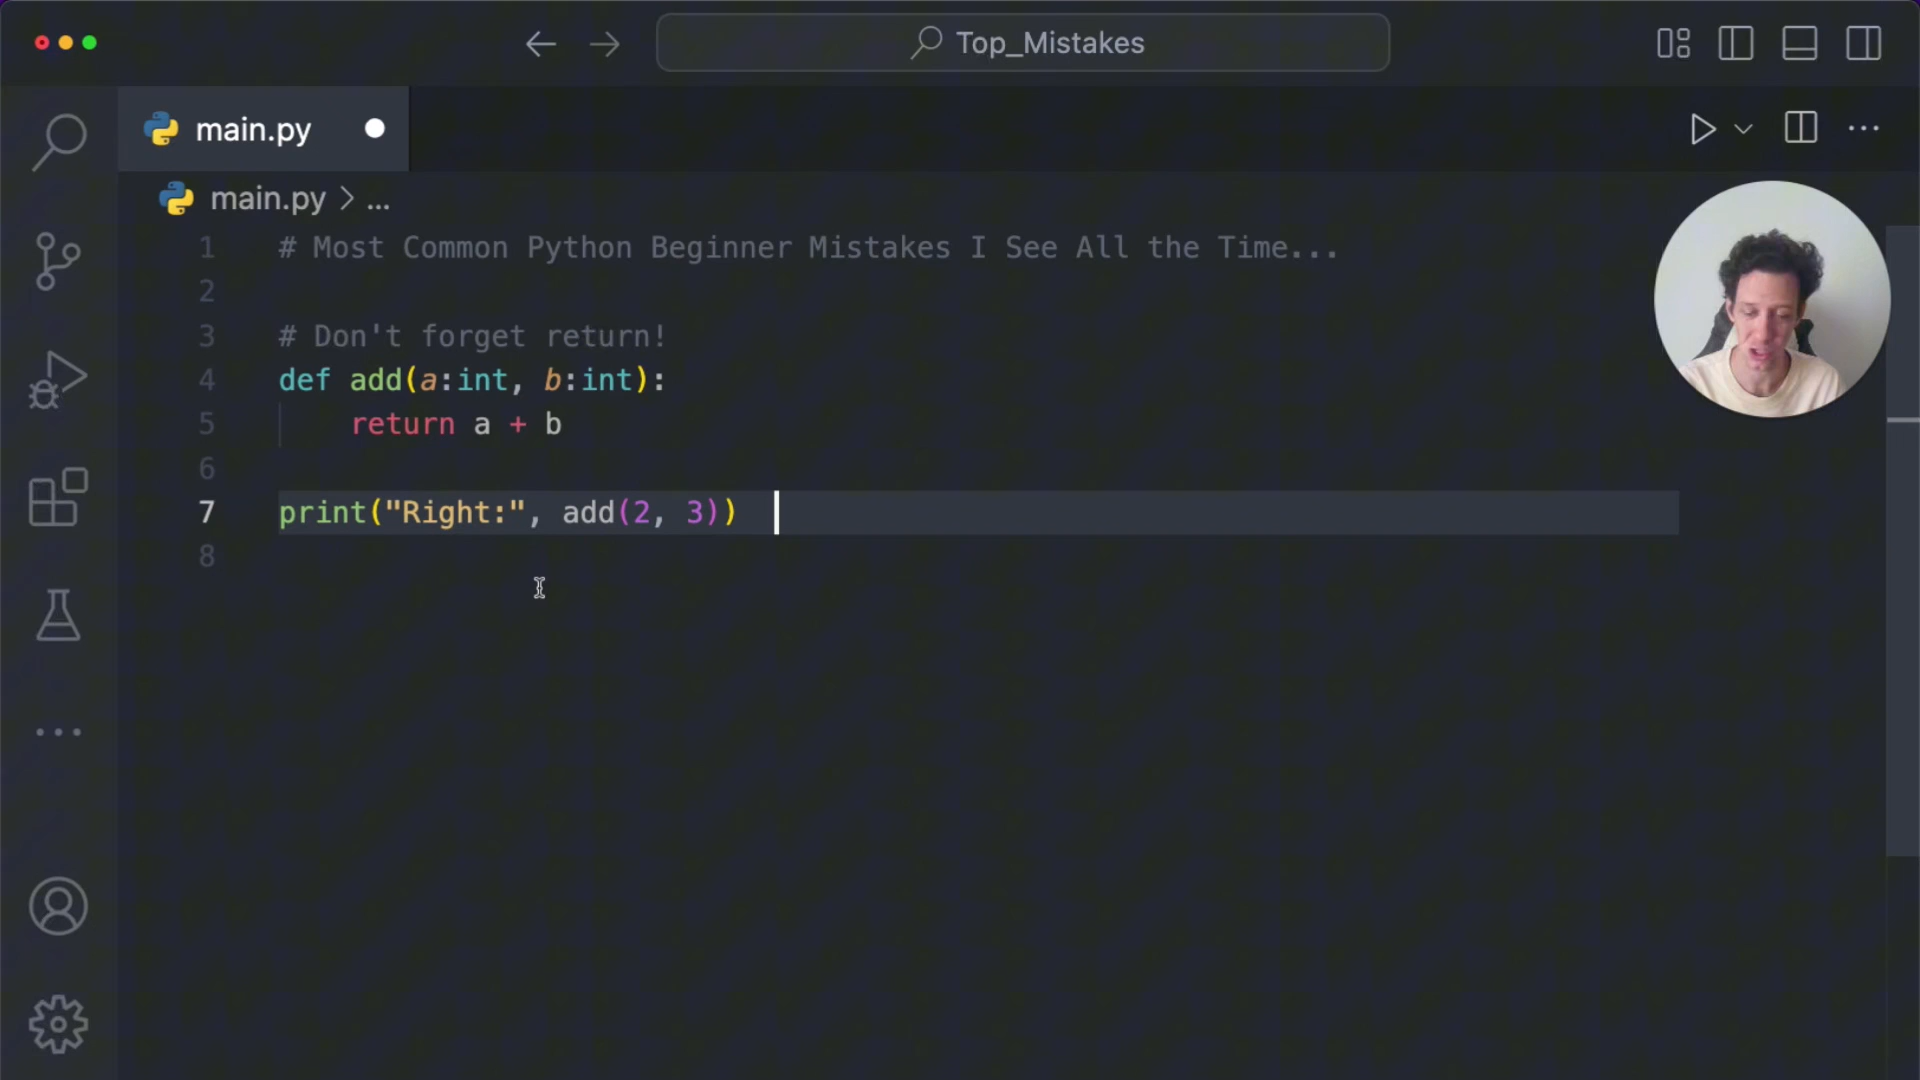 Top_Mistakes
main.py
main.py > ...
1 # Most Common Python Beginner Mistakes I See All the Time...
2
3 # Don't forget return!
4 def add(a:int, b:int):
5     return a + b
6
7 print("Right:", add(2, 3))
8